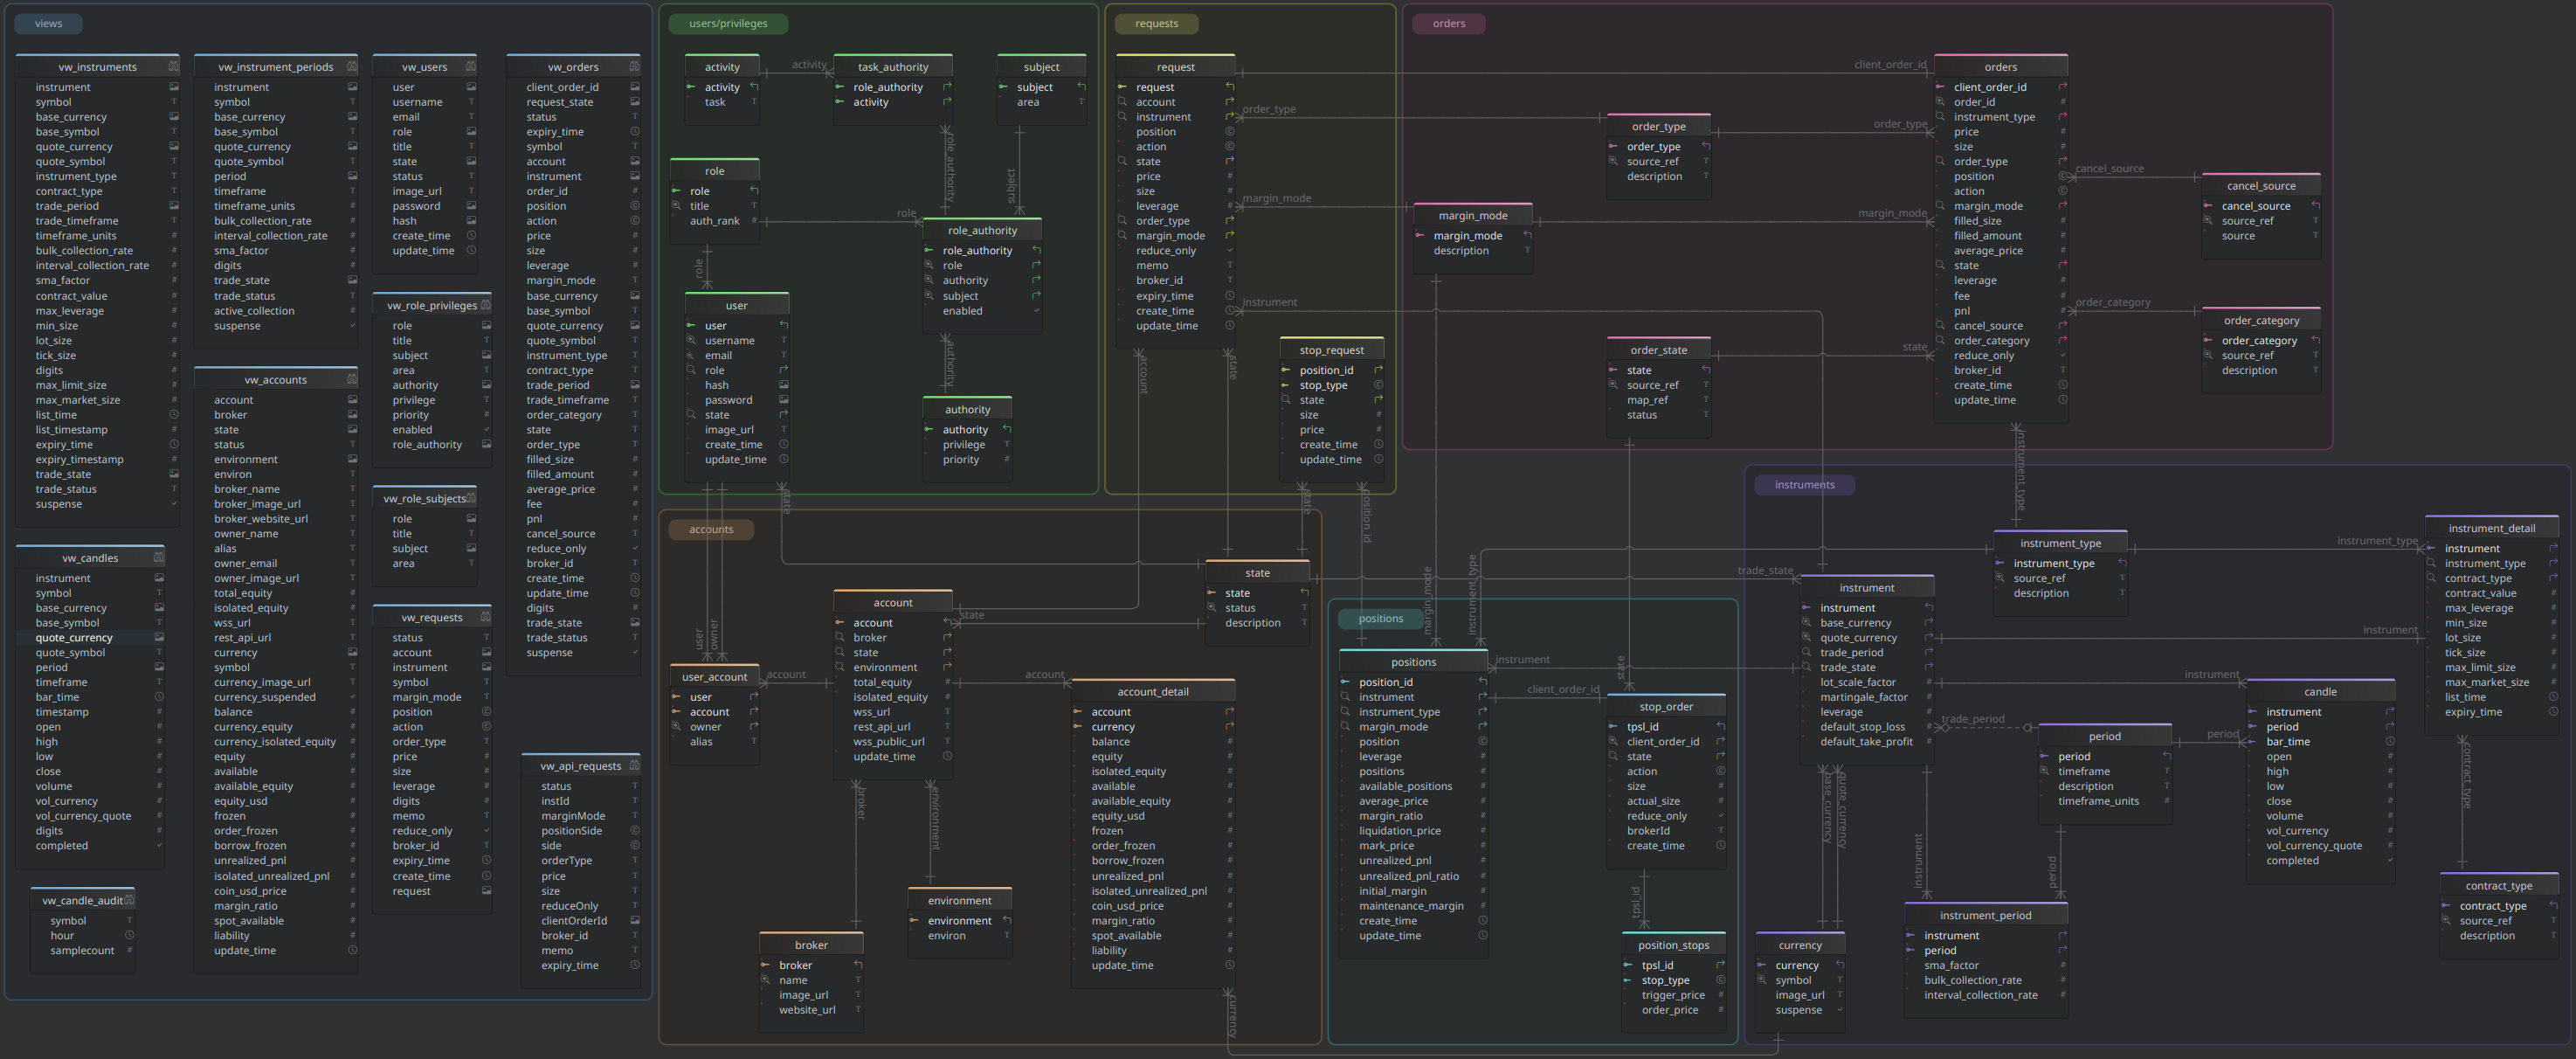 views
vw_instruments
instrument
symbol
base_currency
base_symbol
quote_currency
quote_symbol
instrument_type
contract_type
trade_period
trade_timeframe
timeframe_units
bulk_collection_rate
interval_collection_rate
sma_factor
contract_value
max_leverage
min_size
lot_size
tick_size
digits
max_limit_size
max_market_size
list_time
list_timestamp
expiry_time
expiry_timestamp
trade_state
trade_status
suspense
vw_candles
instrument
symbol
base_currency
base_symbol
quote_currency
quote_symbol
period
timeframe
bar_time
timestamp
open
high
low
close
volume
vol_currency
vol_currency_quote
digits
completed
vw_candle_audit
symbol
hour
samplecount
vw_instrument_periods
instrument
symbol
base_currency
base_symbol
quote_currency
quote_symbol
period
timeframe
timeframe_units
bulk_collection_rate
interval_collection_rate
sma_factor
digits
trade_state
trade_status
active_collection
suspense
vw_accounts
account
broker
state
status
environment
environ
broker_name
broker_image_url
broker_website_url
owner_name
alias
owner_email
owner_image_url
total_equity
isolated_equity
wss_url
rest_api_url
currency
symbol
currency_image_url
currency_suspended
balance
currency_equity
currency_isolated_equity
equity
available
available_equity
equity_usd
frozen
order_frozen
borrow_frozen
unrealized_pnl
isolated_unrealized_pnl
coin_usd_price
margin_ratio
spot_available
liability
update_time
vw_users
user
username
email
role
title
state
status
image_url
password
hash
create_time
update_time
vw_role_privileges
role
title
subject
area
authority
privilege
priority
enabled
role_authority
vw_role_subjects
role
title
subject
area
vw_requests
status
account
instrument
symbol
margin_mode
position
action
order_type
price
size
leverage
digits
memo
reduce_only
broker_id
expiry_time
create_time
request
vw_orders
client_order_id
request_state
status
expiry_time
symbol
account
instrument
order_id
position
action
price
size
leverage
margin_mode
base_currency
base_symbol
quote_currency
quote_symbol
instrument_type
contract_type
trade_period
trade_timeframe
order_category
state
order_type
filled_size
filled_amount
average_price
fee
pnl
cancel_source
reduce_only
broker_id
create_time
update_time
digits
trade_state
trade_status
suspense
vw_api_requests
status
instId
marginMode
positionSide
side
orderType
price
size
reduceOnly
clientOrderId
broker_id
memo
expiry_time
users/privileges
activity
activity
task
activity
task_authority
role_authority
activity
subject
subject
area
role_authority
subject
role
role
title
auth_rank
role
role_authority
role_authority
role
authority
subject
enabled
role
user
user
username
email
role
hash
password
state
image_url
create_time
update_time
authority
authority
authority
privilege
priority
requests
request
request
account
instrument
position
action
state
price
size
leverage
order_type
margin_mode
reduce_only
memo
broker_id
expiry_time
create_time
update_time
order_type
margin_mode
instrument
account
state
stop_request
position_id
stop_type
state
size
price
create_time
update_time
state
position_id
orders
client_order_id
order_type
order_type
source_ref
description
order_type
margin_mode
margin_mode
description
margin_mode
order_state
state
source_ref
map_ref
status
state
orders
client_order_id
order_id
instrument_type
price
size
order_type
position
action
margin_mode
filled_size
filled_amount
average_price
state
leverage
fee
pnl
cancel_source
order_category
reduce_only
broker_id
create_time
update_time
cancel_source
cancel_source
cancel_source
source_ref
source
order_category
order_category
order_category
source_ref
description
instrument_type
accounts
state
user
owner
state
state
status
description
account
account
broker
state
environment
total_equity
isolated_equity
wss_url
rest_api_url
wss_public_url
update_time
state
user_account
user
account
owner
alias
account
account
account_detail
account
currency
balance
equity
isolated_equity
available
available_equity
equity_usd
frozen
order_frozen
borrow_frozen
unrealized_pnl
isolated_unrealized_pnl
coin_usd_price
margin_ratio
spot_available
liability
update_time
broker
environment
environment
environment
environ
broker
broker
name
image_url
website_url
currency
positions
margin_mode
instrument_type
state
positions
position_id
instrument
instrument_type
margin_mode
position
leverage
positions
available_positions
average_price
margin_ratio
liquidation_price
mark_price
unrealized_pnl
unrealized_pnl_ratio
initial_margin
maintenance_margin
create_time
update_time
instrument
client_order_id
stop_order
tpsl_id
client_order_id
state
action
size
actual_size
reduce_only
brokerId
create_time
tpsl_id
position_stops
tpsl_id
stop_type
trigger_price
order_price
instruments
trade_state
instrument
instrument
base_currency
quote_currency
trade_period
trade_state
lot_scale_factor
martingale_factor
leverage
default_stop_loss
default_take_profit
instrument_type
instrument_type
source_ref
description
instrument_type
instrument
instrument
trade_period
period
period
period
timeframe
description
timeframe_units
candle
instrument
period
bar_time
open
high
low
close
volume
vol_currency
vol_currency_quote
completed
instrument_detail
instrument
instrument_type
contract_type
contract_value
max_leverage
min_size
lot_size
tick_size
max_limit_size
max_market_size
list_time
expiry_time
contract_type
contract_type
contract_type
source_ref
description
base_currency
quote_currency
instrument
period
instrument_period
instrument
period
sma_factor
bulk_collection_rate
interval_collection_rate
currency
currency
symbol
image_url
suspense